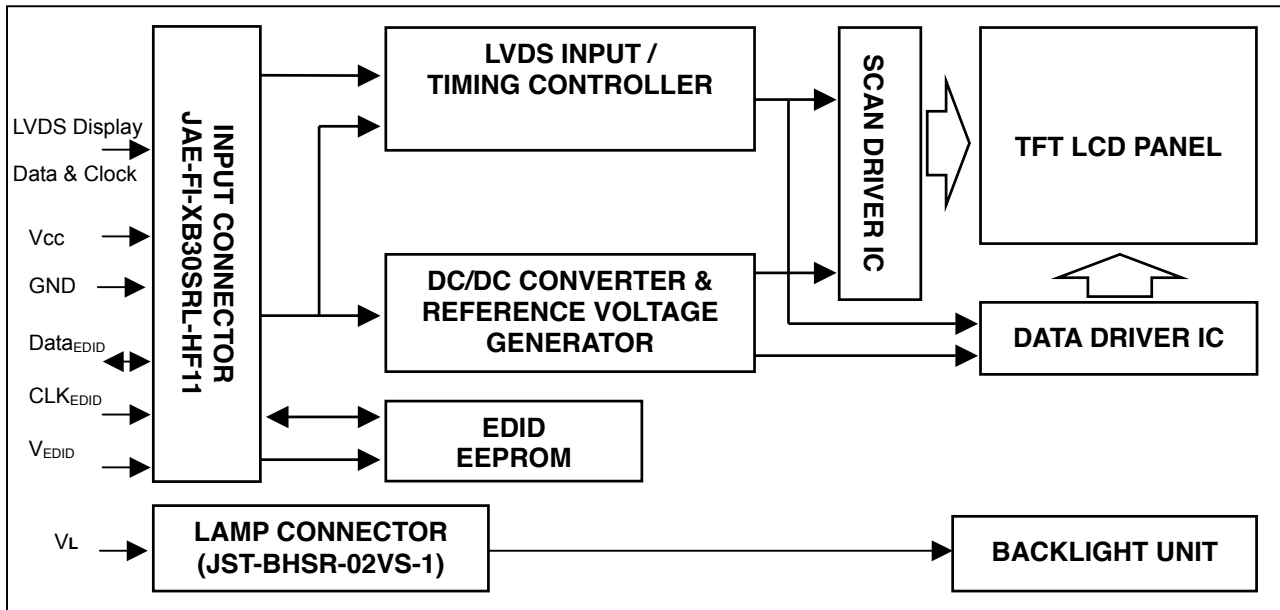 LVDS Display
Data & Clock
Vcc
GND
DataEDID
CLKEDID
VEDID
VL
INPUT CONNECTOR
JAE-FI-XB30SRL-HF11
LVDS INPUT /
TIMING CONTROLLER
DC/DC CONVERTER &
REFERENCE VOLTAGE
GENERATOR
EDID
EEPROM
SCAN DRIVER IC
TFT LCD PANEL
DATA DRIVER IC
LAMP CONNECTOR
(JST-BHSR-02VS-1)
BACKLIGHT UNIT